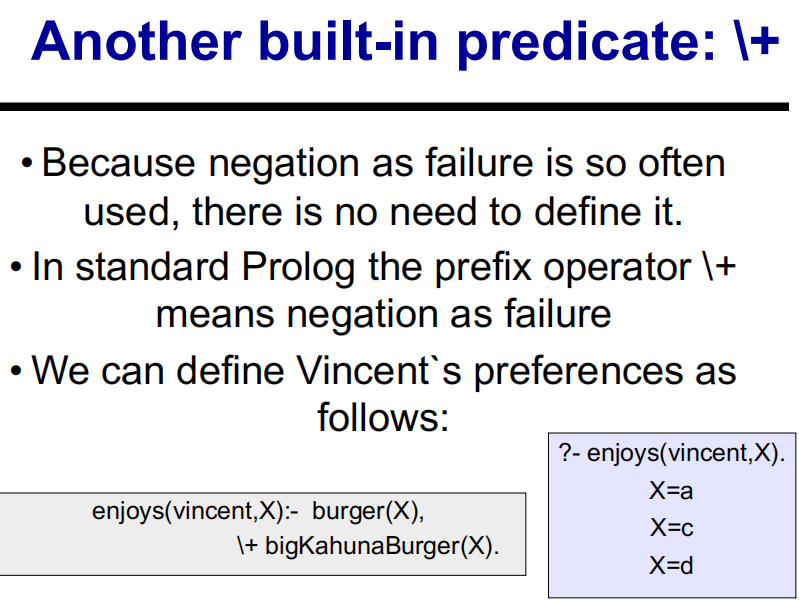 Another built-in predicate: \+
• Because negation as failure is so often
used, there is no need to define it.
• In standard Prolog the prefix operator \+
means negation as failure
• We can define Vincent`s preferences as
follows:
?- enjoys(vincent,X).
X=a
X=c
X=d
enjoys(vincent,X):- burger(X),
\+ bigKahunaBurger(X).